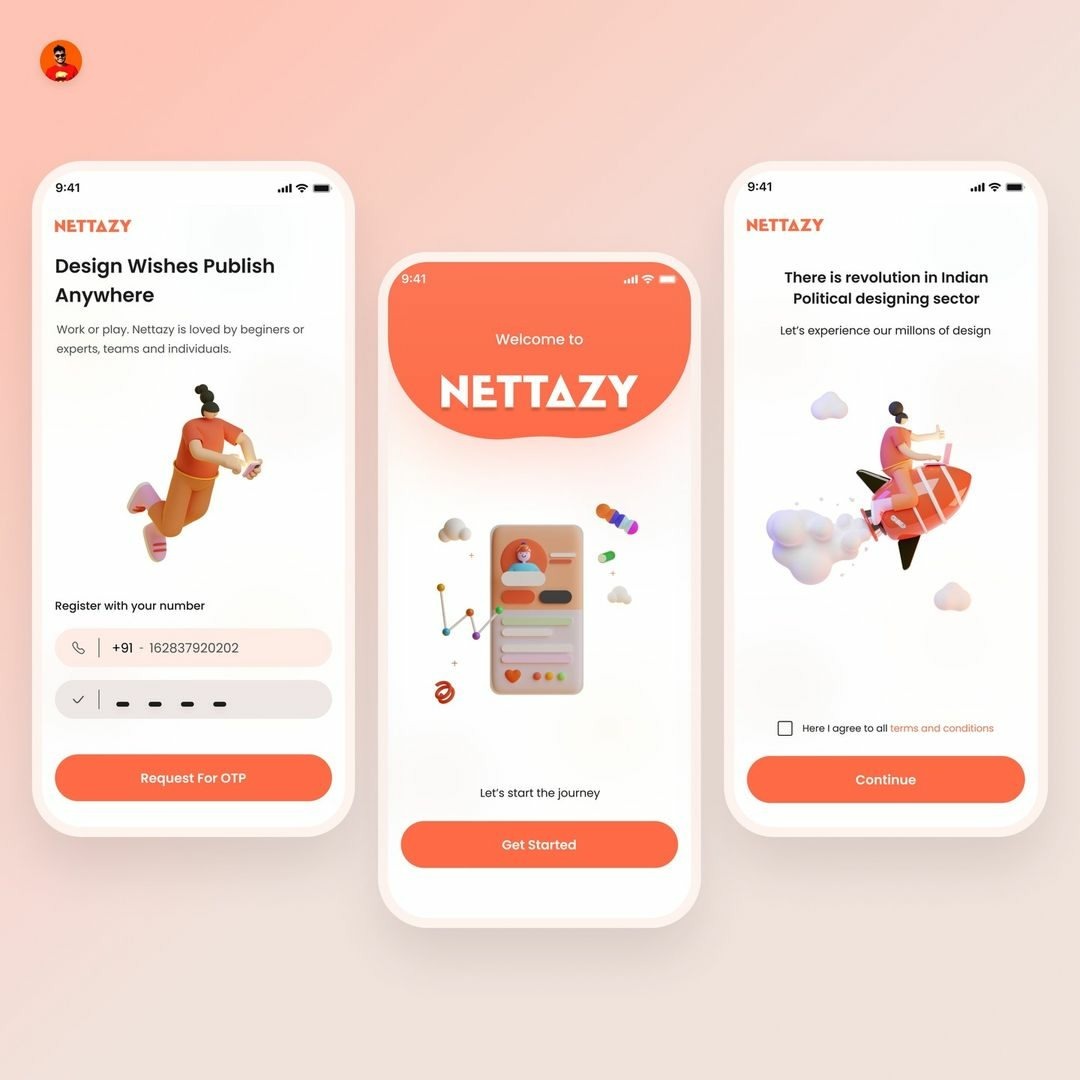 9:41
NETTAZY
Design Wishes Publish
Anywhere
Work or play. Nettazy is loved by beginers or
experts, teams and individuals.
Register with your number
+91 - 162837920202
Request For OTP
9:41
Welcome to
NETTAZY
Let's start the journey
Get Started
9:41
NETTAZY
There is revolution in Indian
Political designing sector
Let's experience our millons of design
Here I agree to all terms and conditions
Continue